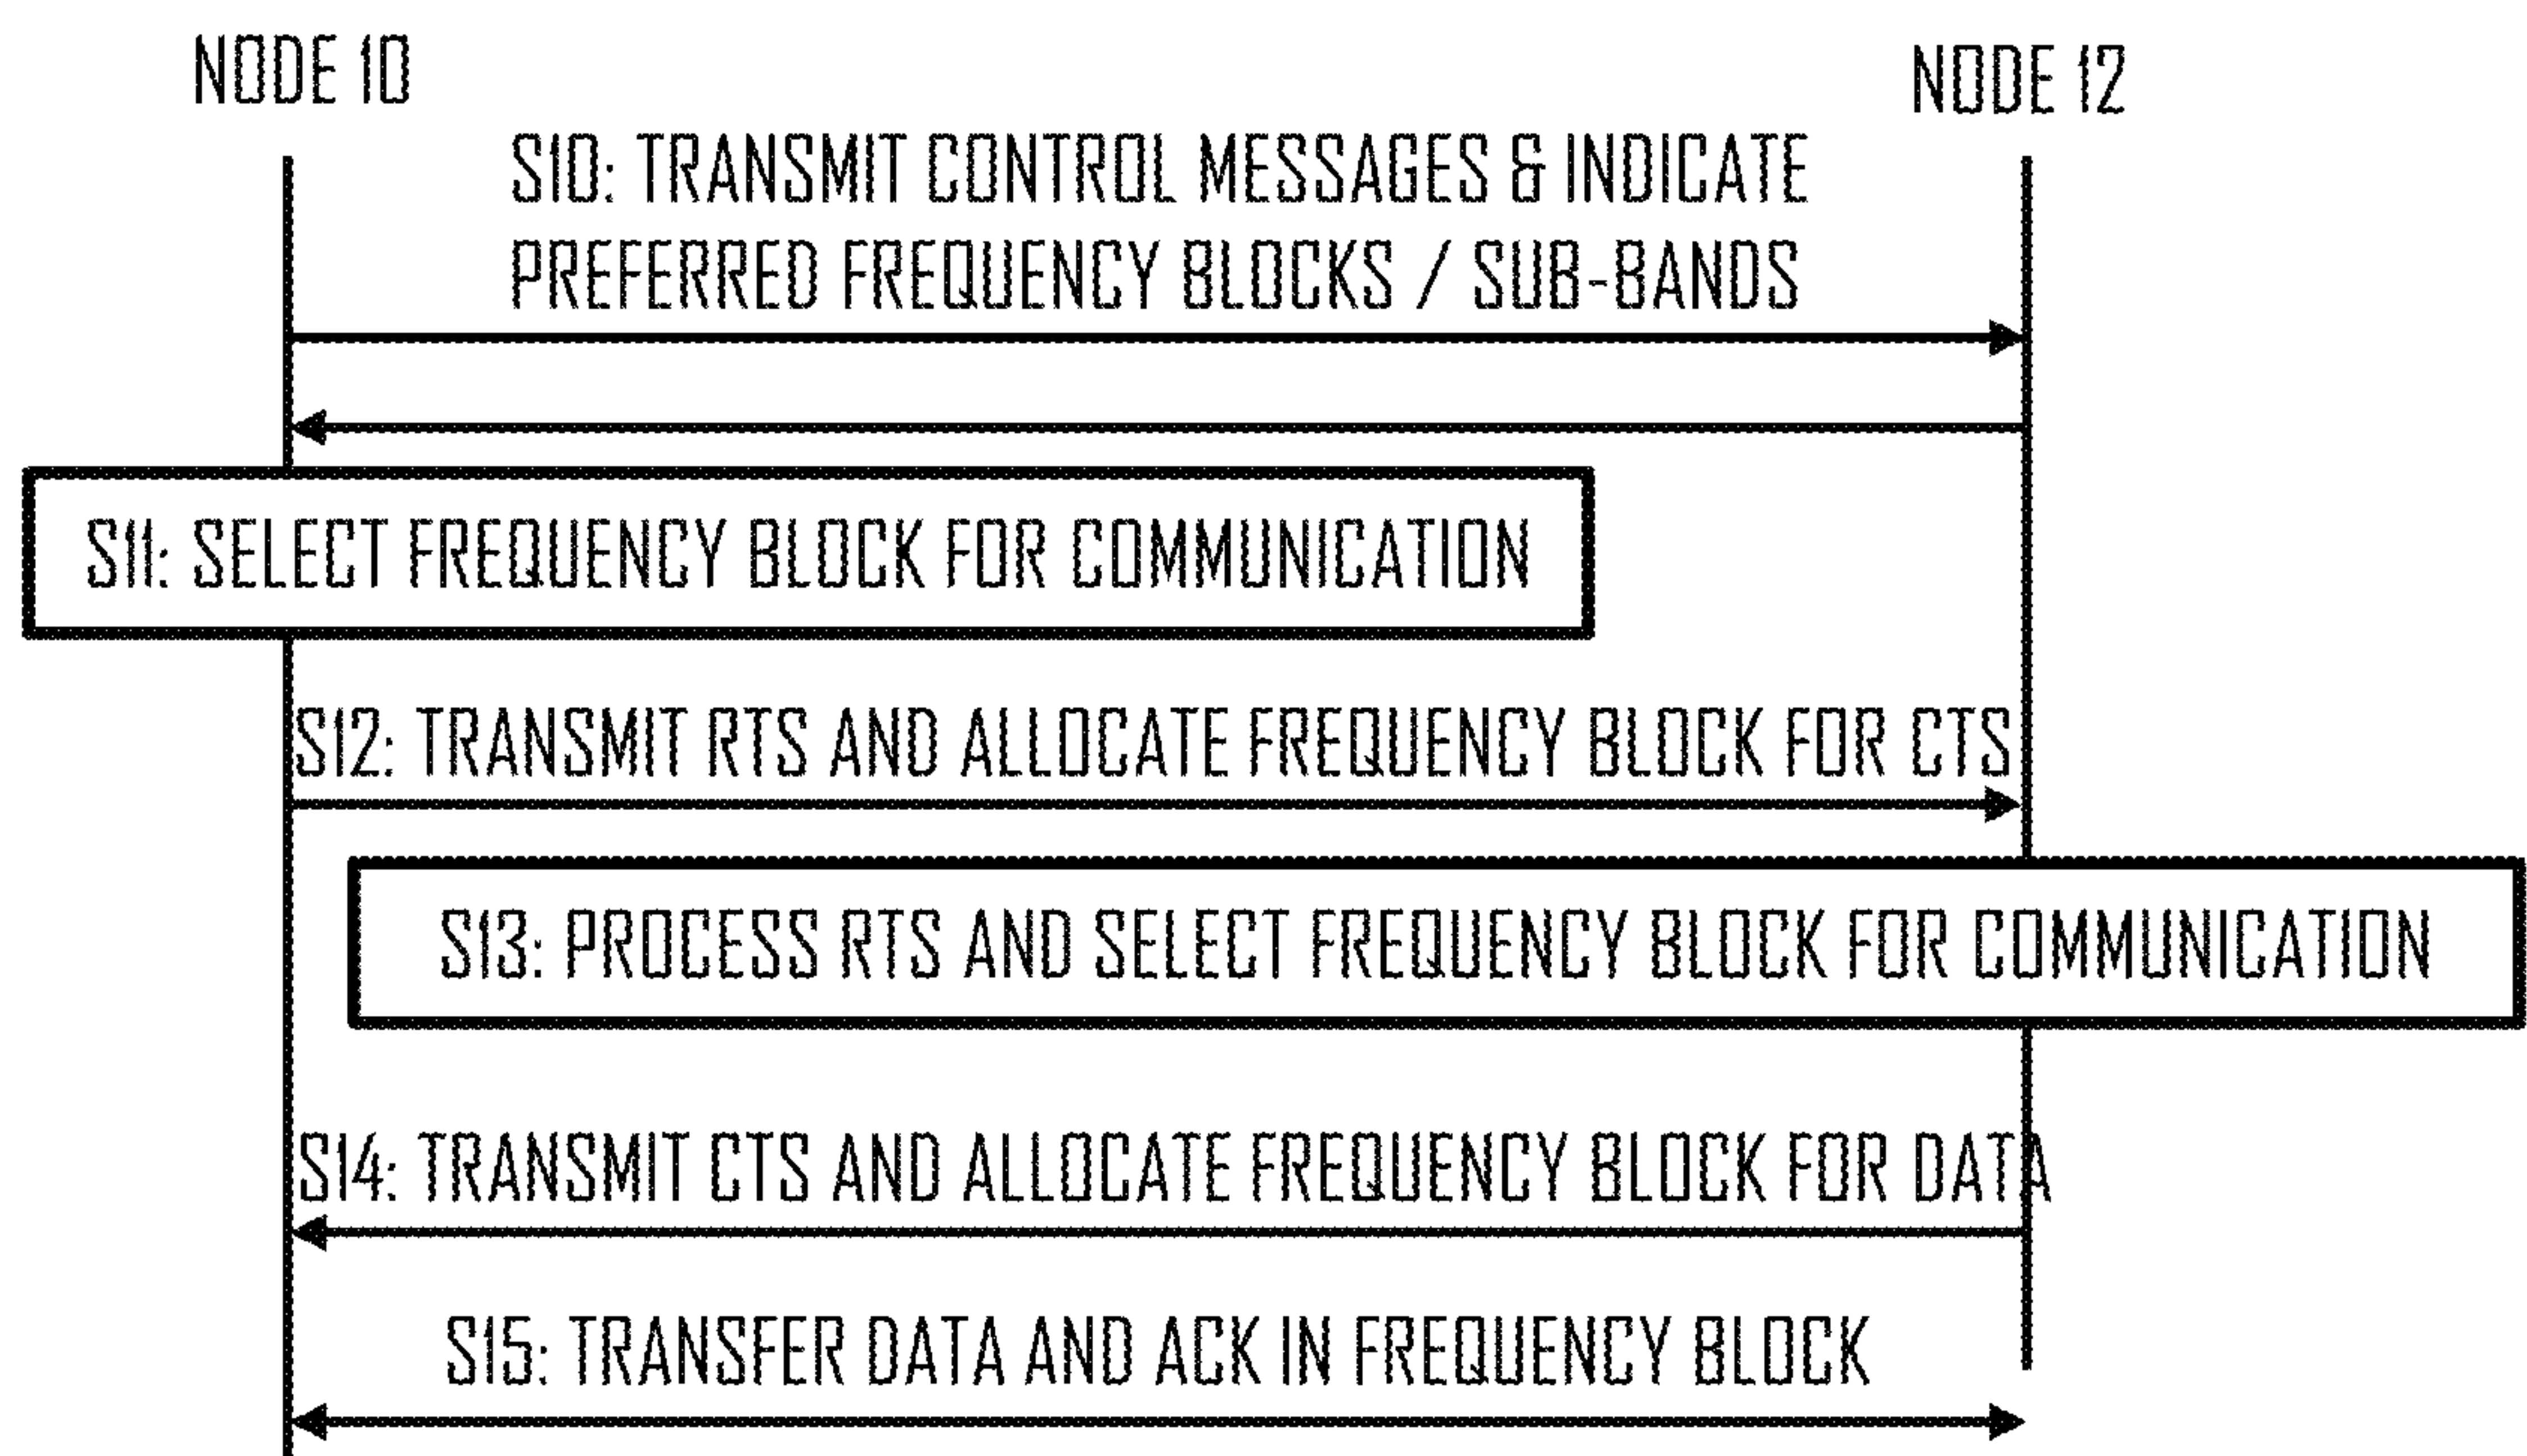 NODE 10
NODE 12
S10: TRANSMIT CONTROL MESSAGES & INDICATE
PREFERRED FREQUENCY BLOCKS / SUB-BANDS
S11: SELECT FREQUENCY BLOCK FOR COMMUNICATION
S12: TRANSMIT RTS AND ALLOCATE FREQUENCY BLOCK FOR CTS
S13: PROCESS RTS AND SELECT FREQUENCY BLOCK FOR COMMUNICATION
S14: TRANSMIT CTS AND ALLOCATE FREQUENCY BLOCK FOR DATA
S15: TRANSFER DATA AND ACK IN FREQUENCY BLOCK